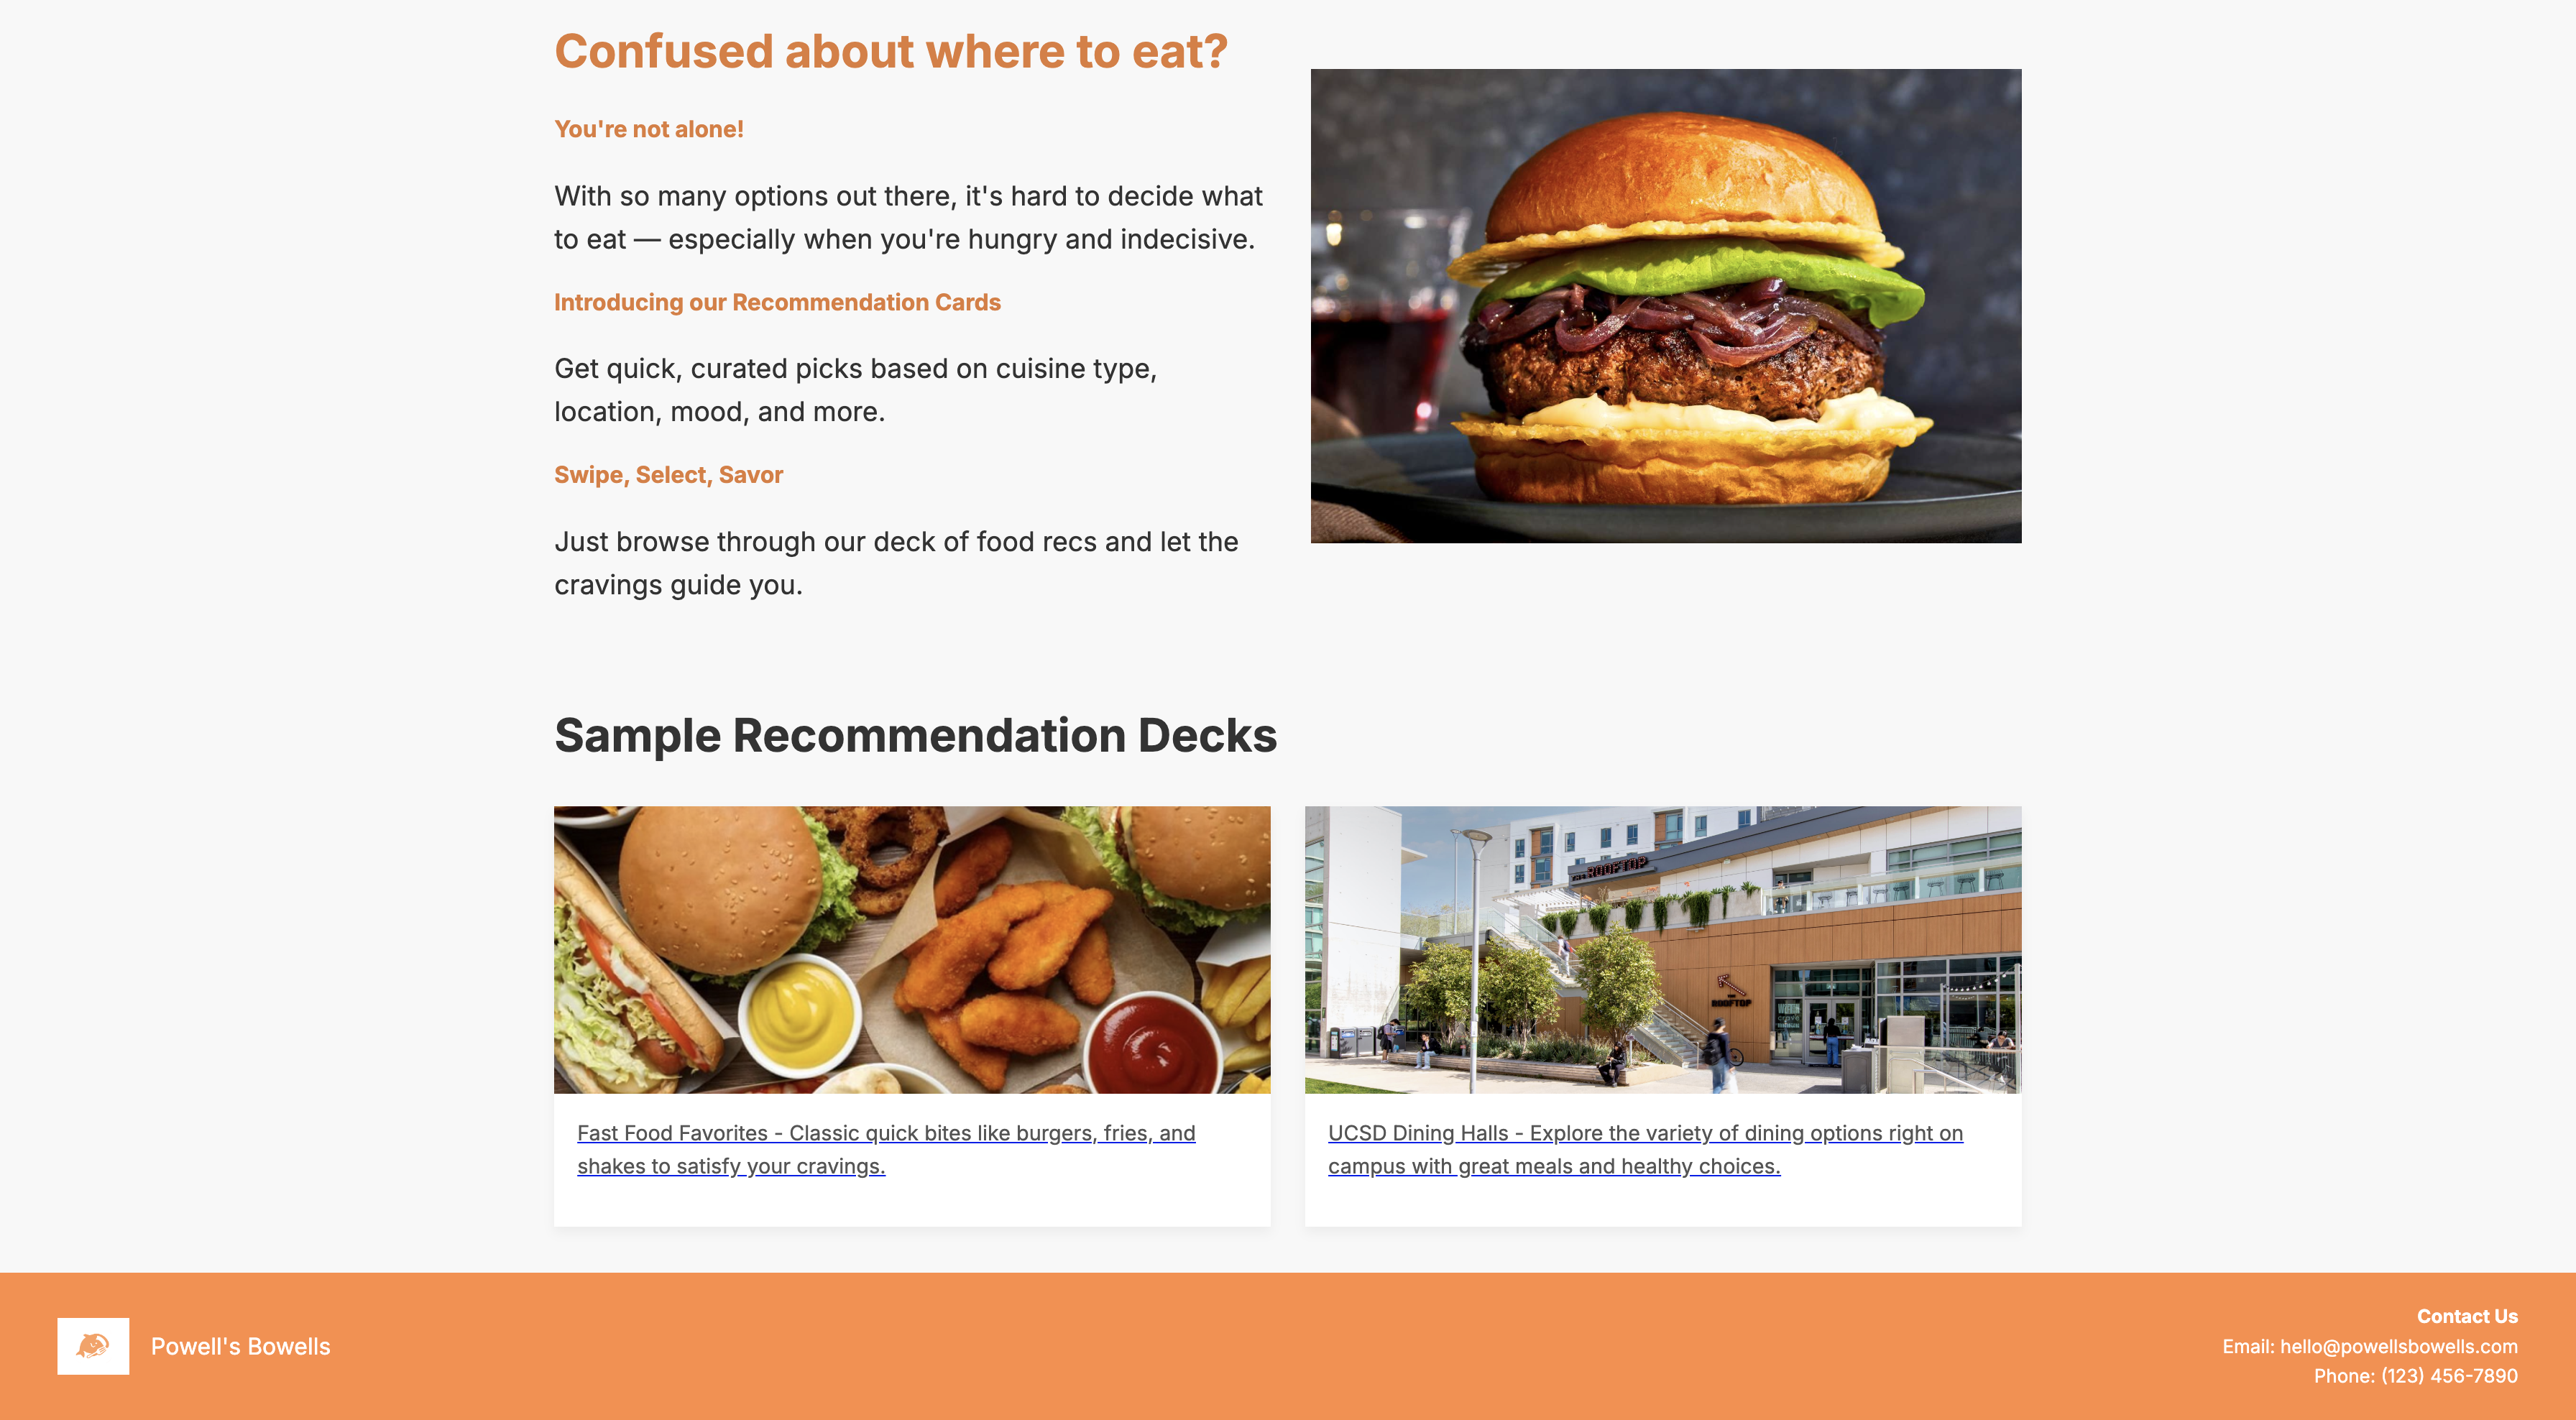 Confused about where to eat?
You're not alone!
With so many options out there, it's hard to decide what
to eat — especially when you're hungry and indecisive.
Introducing our Recommendation Cards
Get quick, curated picks based on cuisine type,
location, mood, and more.
Swipe, Select, Savor
Just browse through our deck of food recs and let the
cravings guide you.
Sample Recommendation Decks
ROOFTOP
ROOFTOP
Fast Food Favorites - Classic quick bites like burgers, fries, and
shakes to satisfy your cravings.
UCSD Dining Halls - Explore the variety of dining options right on
campus with great meals and healthy choices.
Powell's Bowells
Contact Us
Email: hello@powellsbowells.com
Phone: (123) 456-7890